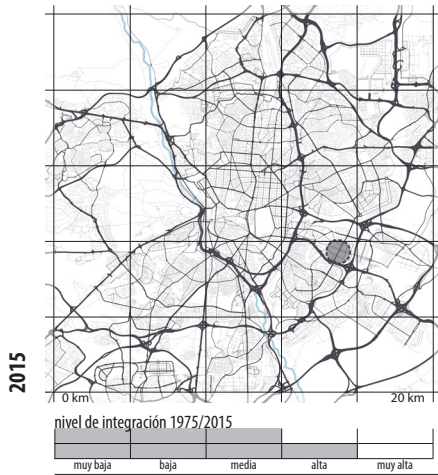 2015
0 km 20 km
nivel de integración 1975/2015
muy baja baja media alta muy alta